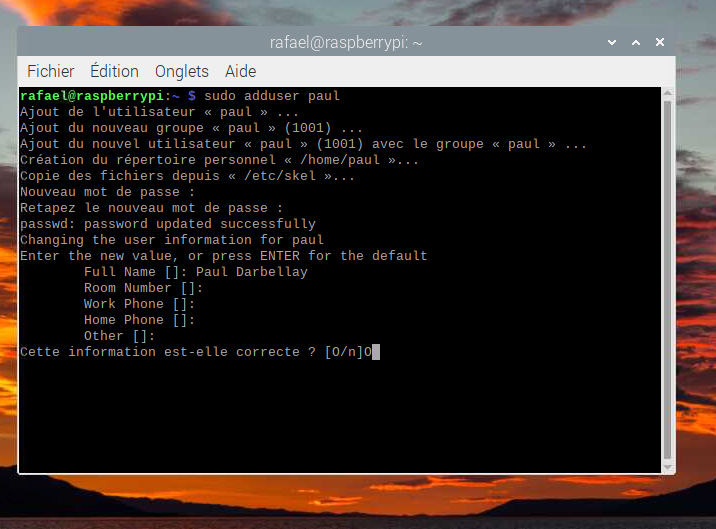 rafael@raspberrypi: ~
Fichier Édition Onglets Aide
rafael@raspberrypi:~ $ sudo adduser paul
Ajout de l'utilisateur « paul » ...
Ajout du nouveau groupe « paul » (1001) ...
Ajout du nouvel utilisateur « paul » (1001) avec le groupe « paul » ...
Création du répertoire personnel « /home/paul »...
Copie des fichiers depuis « /etc/skel »...
Nouveau mot de passe :
Retapez le nouveau mot de passe :
passwd: password updated successfully
Changing the user information for paul
Enter the new value, or press ENTER for the default
Full Name []: Paul Darbellay
Room Number []:
Work Phone []:
Home Phone []:
Other []:
Cette information est-elle correcte ? [O/n]O